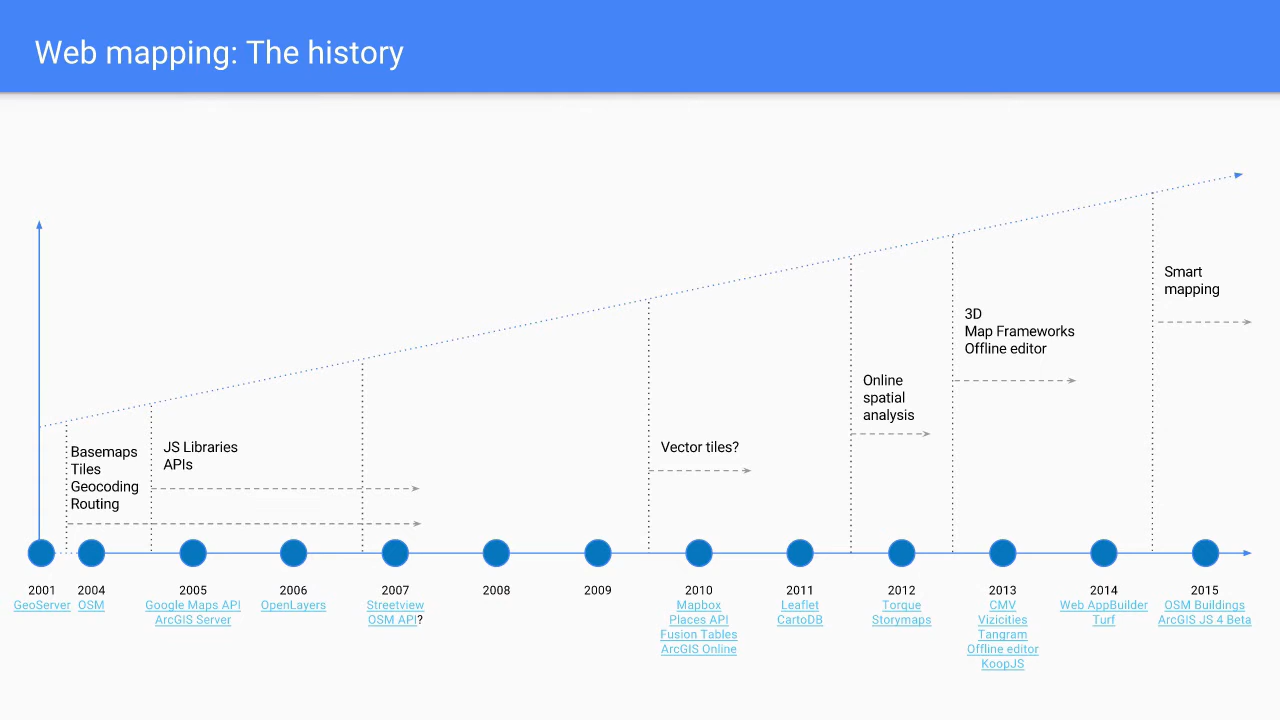 Web mapping: The history
Smart
mapping
3D
Map Frameworks
Offline editor
Online
spatial
analysis
Basemaps
Tiles
Geocoding
Routing
JS Libraries
APIs
Vector tiles?
2001
GeoServer
2004
OSM
2005
Google Maps API
ArcGIS Server
2006
OpenLayers
2007
Streetview
OSM API?
2008
2009
2010
Mapbox
Places API
Fusion Tables
ArcGIS Online
2011
Leaflet
CartoDB
2012
Torque
Storymaps
2013
CMV
Vizicities
Tangram
Offline editor
KoopJS
2014
Web AppBuilder
Turf
2015
OSM Buildings
ArcGIS JS 4 Beta